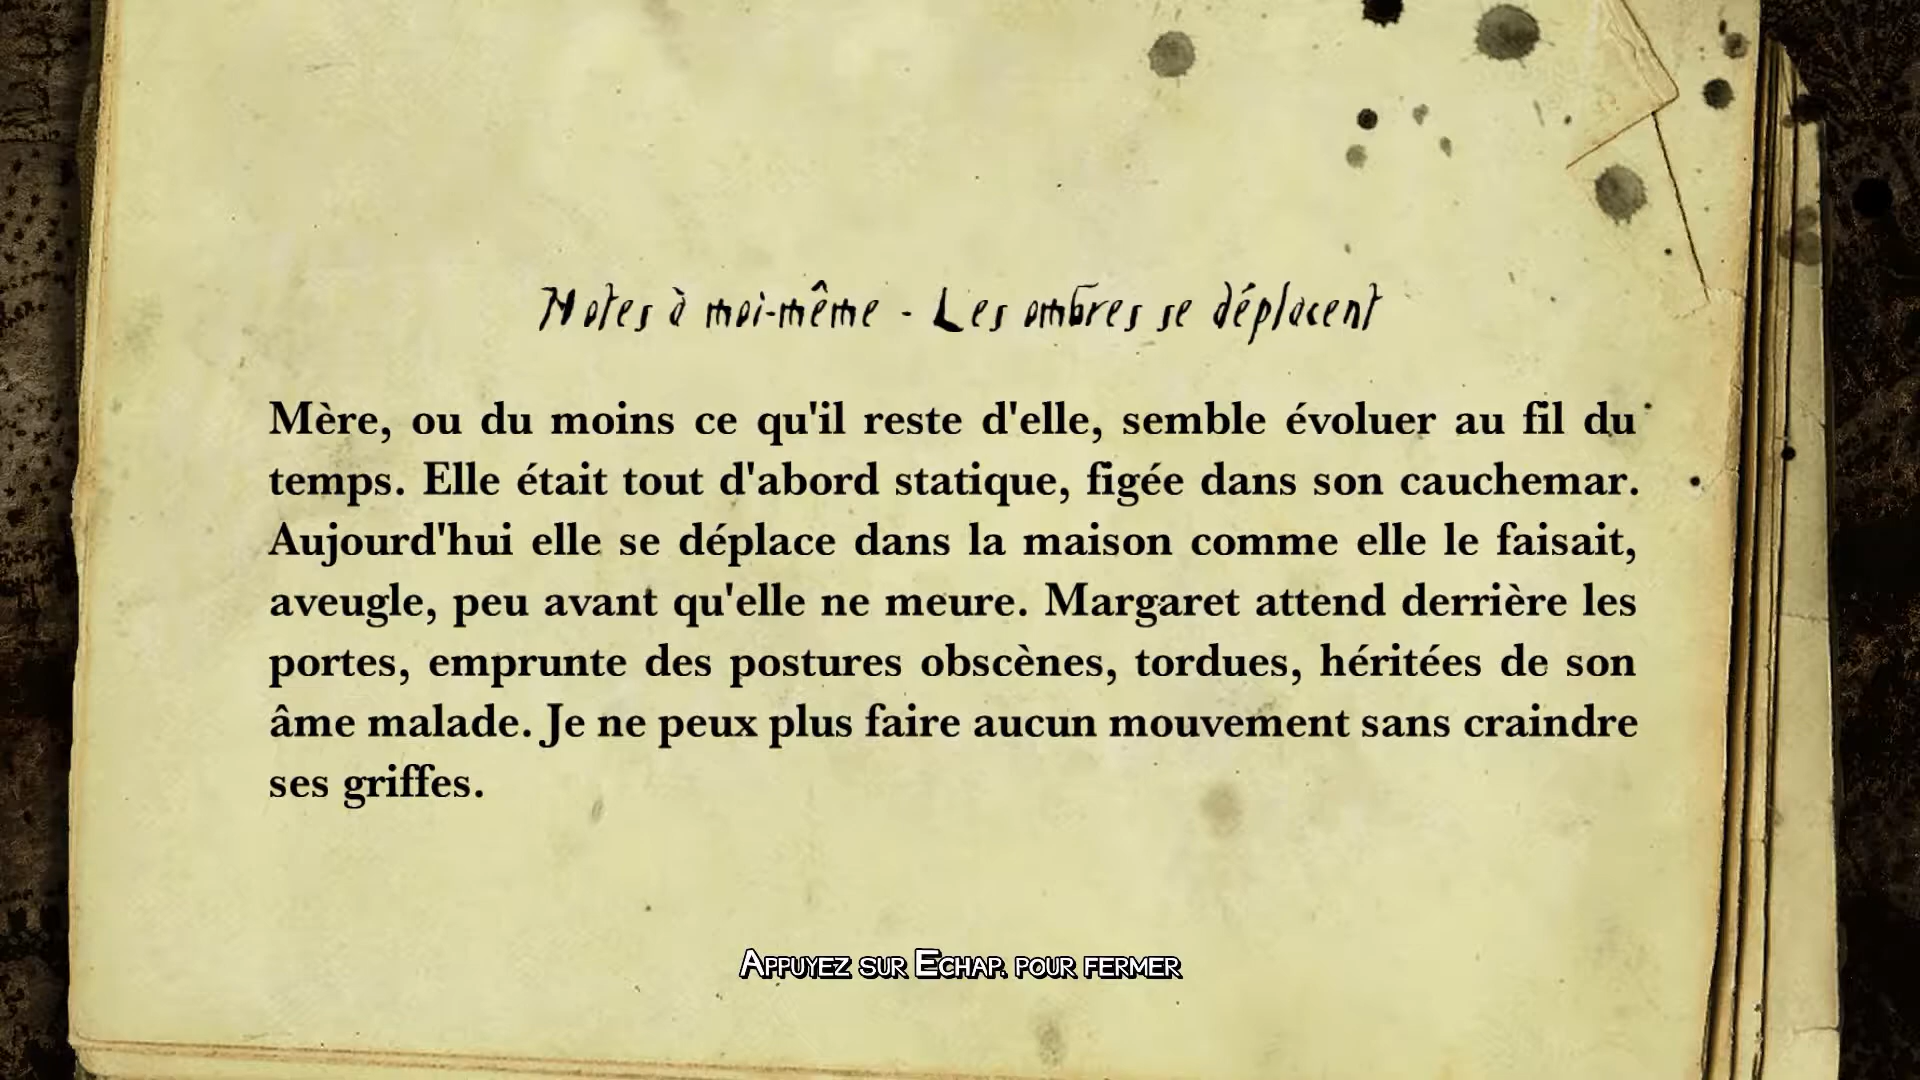 Notes à moi-même - Les ombres se déplacent
Mère, ou du moins ce qu'il reste d'elle, semble évoluer au fil du
temps. Elle était tout d'abord statique, figée dans son cauchemar.
Aujourd'hui elle se déplace dans la maison comme elle le faisait,
aveugle, peu avant qu'elle ne meure. Margaret attend derrière les
portes, emprunte des postures obscènes, tordues, héritées de son
âme malade. Je ne peux plus faire aucun mouvement sans craindre
ses griffes.
Appuyez sur Echap. pour fermer